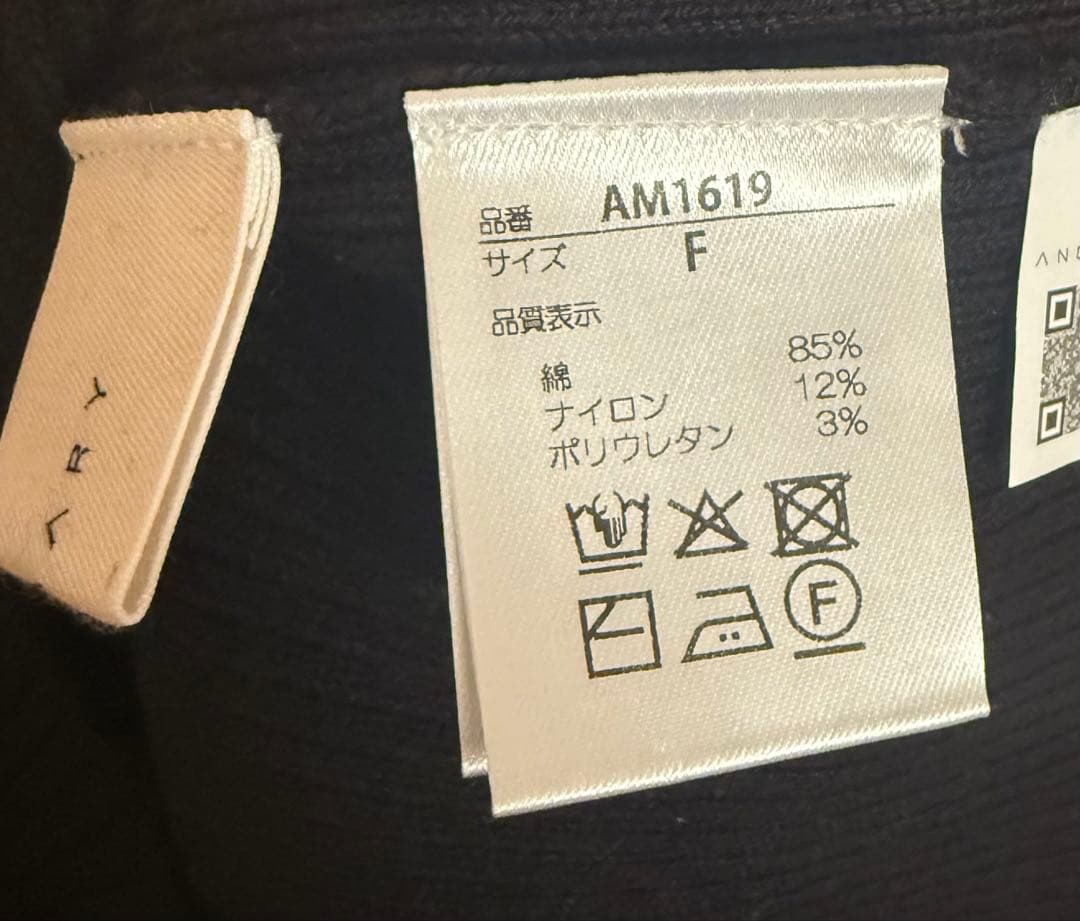 品番 AM1619
サイズ F
品質表示
綿 85%
ナイロン 12%
ポリウレタン 3%
F